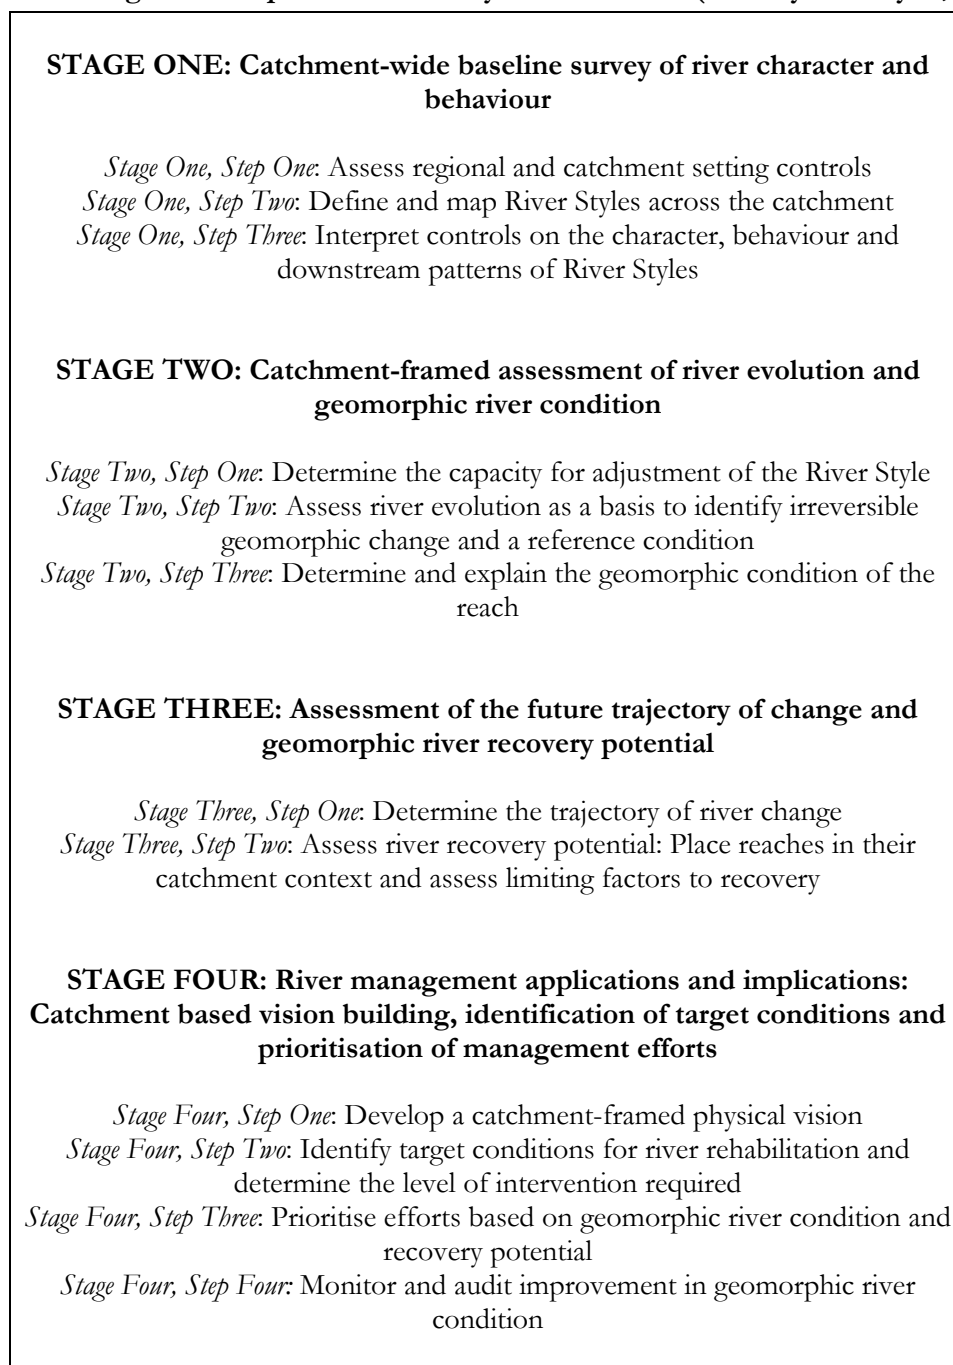 STAGE ONE: Catchment-wide baseline survey of river character and
behaviour
Stage One, Step One: Assess regional and catchment setting controls
Stage One, Step Two: Define and map River Styles across the catchment
Stage One, Step Three: Interpret controls on the character, behaviour and
downstream patterns of River Styles
STAGE TWO: Catchment-framed assessment of river evolution and
geomorphic river condition
Stage Two, Step One: Determine the capacity for adjustment of the River Style
Stage Two, Step Two: Assess river evolution as a basis to identify irreversible
geomorphic change and a reference condition
Stage Two, Step Three: Determine and explain the geomorphic condition of the
reach
STAGE THREE: Assessment of the future trajectory of change and
geomorphic river recovery potential
Stage Three, Step One: Determine the trajectory of river change
Stage Three, Step Two: Assess river recovery potential: Place reaches in their
catchment context and assess limiting factors to recovery
STAGE FOUR: River management applications and implications:
Catchment based vision building, identification of target conditions and
prioritisation of management efforts
Stage Four, Step One: Develop a catchment-framed physical vision
Stage Four, Step Two: Identify target conditions for river rehabilitation and
determine the level of intervention required
Stage Four, Step Three: Prioritise efforts based on geomorphic river condition and
recovery potential
Stage Four, Step Four: Monitor and audit improvement in geomorphic river
condition